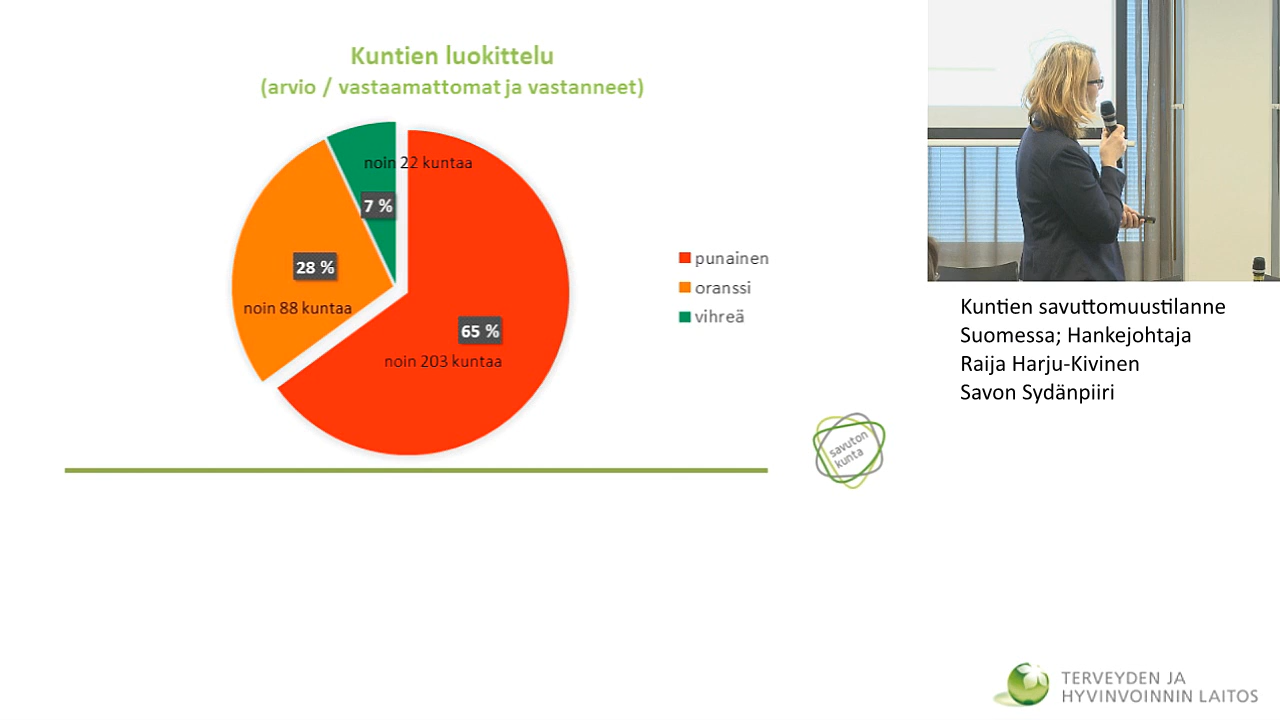 Kuntien luokittelu
(arvio / vastaamattomat ja vastanneet)
noin 22 kuntaa
7 %
28 %
noin 88 kuntaa
65 %
noin 203 kuntaa
punainen
oranssi
vihreä
savuton
kunta
Kuntien savuttomuustilanne
Suomessa; Hankejohtaja
Raija Harju-Kivinen
Savon Sydänpiiri
TERVEYDEN JA
HYVINVOINNIN LAITOS